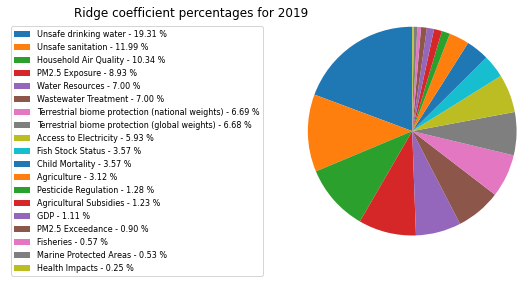 Ridge coefficient percentages for 2019
Unsafe drinking water - 19.31 %
Unsafe sanitation - 11.99 %
Household Air Quality - 10.34 %
PM2.5 Exposure - 8.93 %
Water Resources - 7.00 %
Wastewater Treatment - 7.00 %
Terrestrial biome protection (national weights) - 6.69 %
Terrestrial biome protection (global weights) - 6.68 %
Access to Electricity - 5.93 %
Fish Stock Status - 3.57 %
Child Mortality - 3.57 %
Agriculture - 3.12 %
Pesticide Regulation - 1.28 %
Agricultural Subsidies - 1.23 %
GDP - 1.11 %
PM2.5 Exceedance - 0.90 %
Fisheries - 0.57 %
Marine Protected Areas - 0.53 %
Health Impacts - 0.25 %